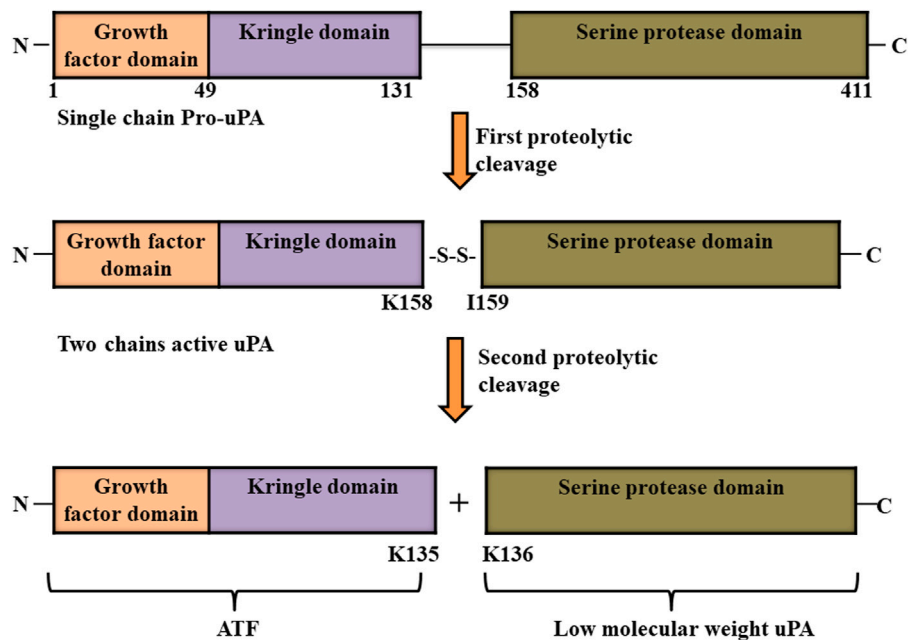 N
Growth
factor domain
Kringle domain
Serine protease domain
C
1
49
131
158
411
Single chain Pro-uPA
First proteolytic
cleavage
N
Growth factor
domain
Kringle domain
-S-S-
Serine protease domain
C
K158
I159
Two chains active uPA
Second proteolytic
cleavage
N
Growth
factor domain
Kringle domain
+
Serine protease domain
C
K135
K136
ATF
Low molecular weight uPA